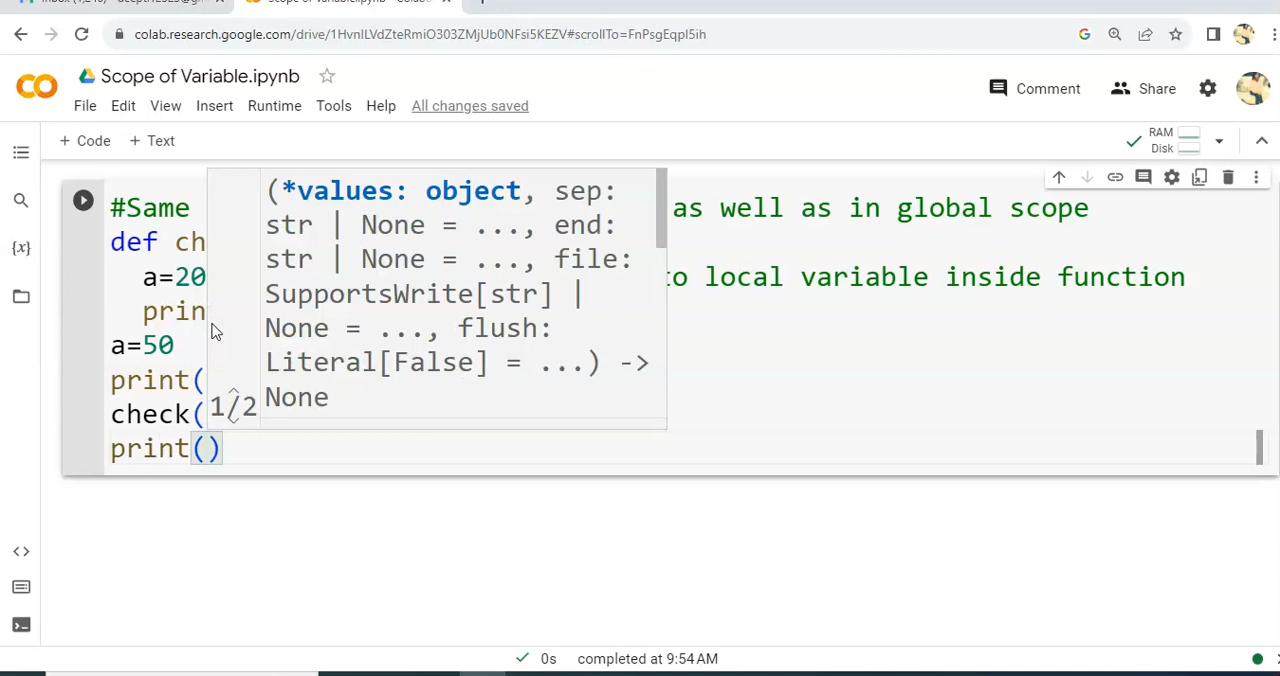 colab.research.google.com/drive/1HvnILVdZteRmiO303ZMjUb0NFsi5KEZV#scrollTo=FnPsgEqpI5ih
Scope of Variable.ipynb
Comment
Share
File Edit View Insert Runtime Tools Help All changes saved
+ Code + Text
RAM
Disk
#Same
as well as in global scope
def ch
a=20
to local variable inside function
prin
a=50
print(
check(
print()
(*values: object, sep:
str | None = ..., end:
str | None = ..., file:
SupportsWrite[str] |
None = ..., flush:
Literal[False] = ...) ->
None
1/2
{x}
0s completed at 9:54 AM